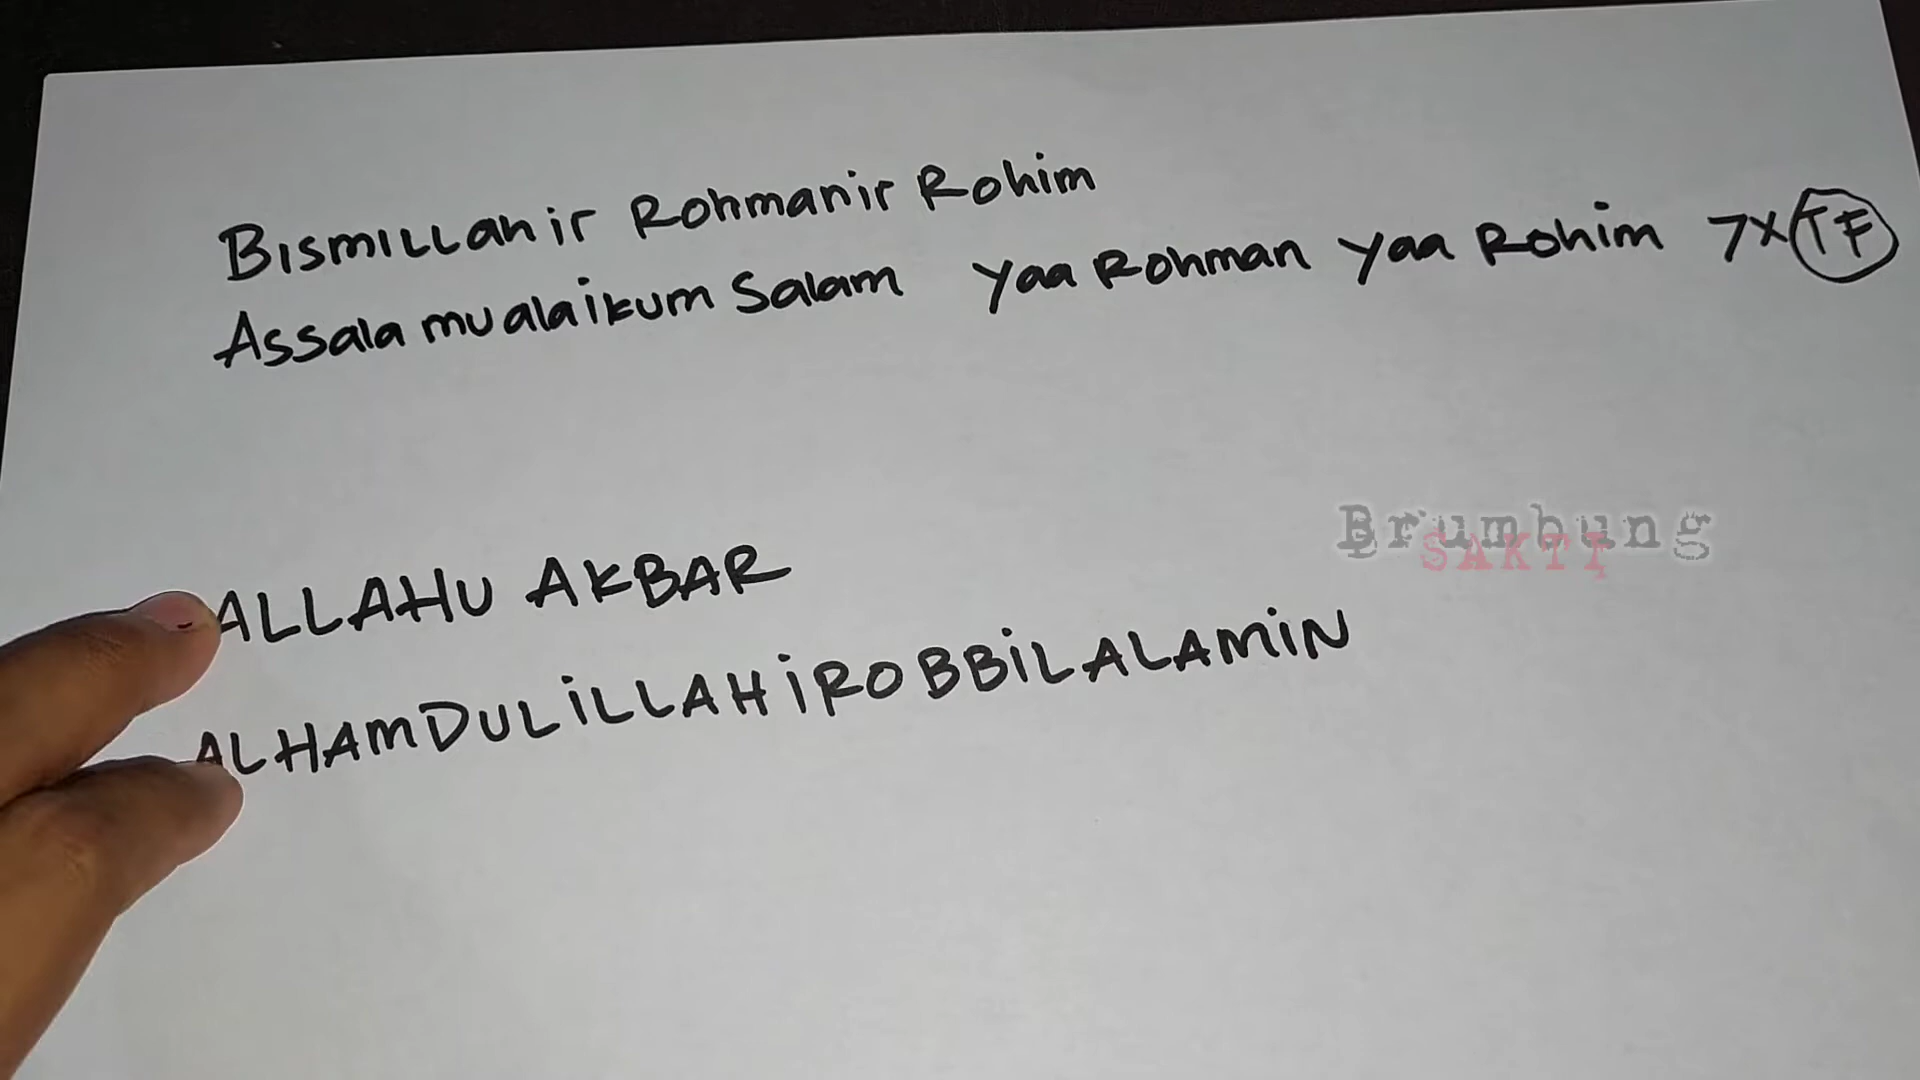 Bismillahir Rohmanir Rohim
Assalamualaikum Salam Yaa Rohman Yaa Rohim 7x TF
Brumbung
SAKTI
ALLAHU AKBAR
ALHAMDULILLAHIROBBILALAMIN